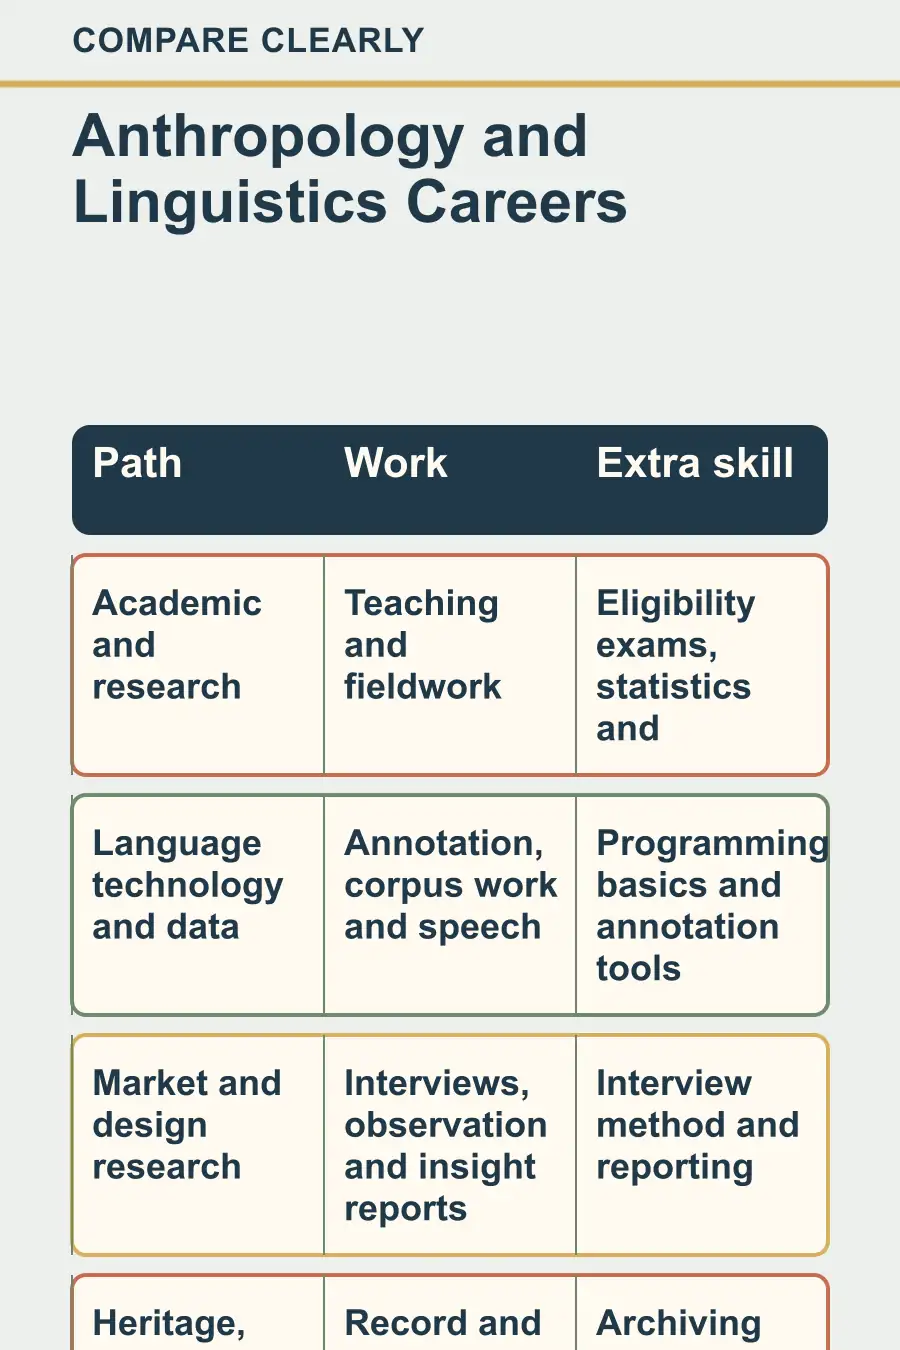 COMPARE CLEARLY
Anthropology and
Linguistics Careers
Path Work Extra skill
Academic
and
research
Teaching
and
fieldwork
Eligibility
exams,
statistics
and
Language
technology
and data
Annotation,
corpus work
and speech
Programming
basics and
annotation
tools
Market and
design
research
Interviews,
observation
and insight
reports
Interview
method and
reporting
Heritage,
Record and
Archiving